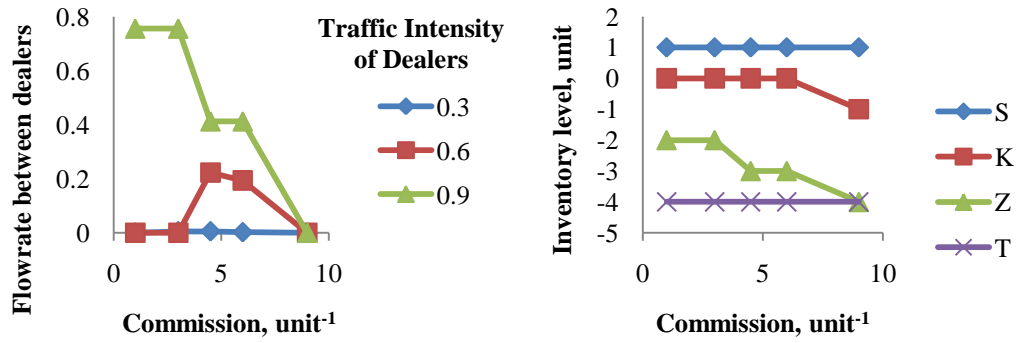 Flowrate between dealers
0.8
0.6
0.4
0.2
0
0 5 10
Commission, unit-1
Traffic Intensity
of Dealers
0.3
0.6
0.9
Inventory level, unit
2
1
0
-1
-2
-3
-4
-5
0 5 10
Commission, unit-1
S
K
Z
T